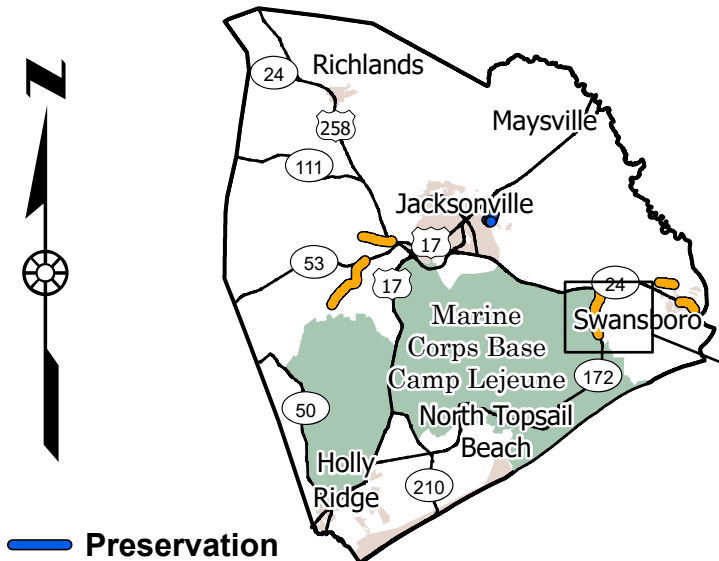 Z
24
Richlands
258
Maysville
111
Jacksonville
17
53
17
24
Marine
Corps Base
Camp Lejeune
Swansboro
172
50
North Topsail
Beach
Holly
Ridge
210
Preservation